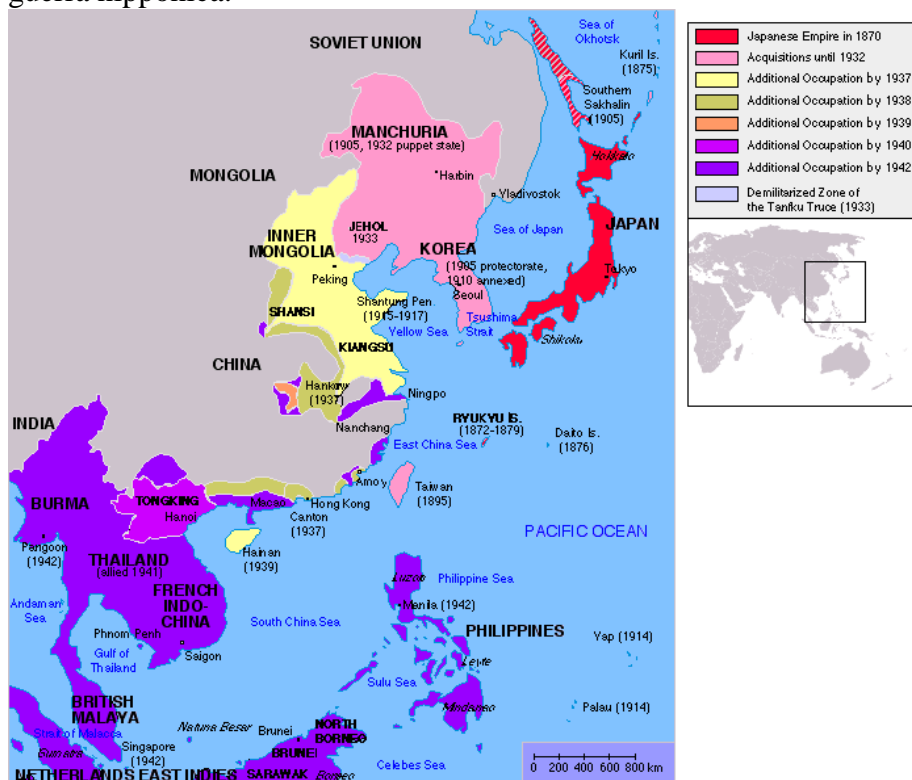 guerra nipponica.
SOVIET UNION
Sea of
Okhotsk
Kuril Is.
(1875)
Southern
Sakhalin
(1905)
MANCHURIA
(1905, 1932 puppet state)
Hokkaido
Harbin
MONGOLIA
Vladivostok
JEHOL
1933
Sea of Japan
JAPAN
INNER
MONGOLIA
KOREA
(1905 protectorate,
1910 annexed)
Peking
Tokyo
Seoul
Shantung Pen.
(1915-1917)
SHANSI
Tsushima
Strait
Yellow Sea
Shikoku
KIANGSU
CHINA
Hankow
(1937)
Ningpo
Nanchang
RYUKYU IS.
(1872-1879)
Daito Is.
(1876)
East China Sea
INDIA
Amoy
Taiwan
(1895)
BURMA
TONGKING
Hanoi
Macao
Hong Kong
Canton
(1937)
PACIFIC OCEAN
Rangoon
(1942)
Hainan
(1939)
THAILAND
(allied 1941)
FRENCH
INDO-
CHINA
Luzon
Philippine Sea
Andaman
Sea
Manila (1942)
South China Sea
PHILIPPINES
Phnom Penh
Yap (1914)
Gulf of
Thailand
Saigon
Leyte
Sulu Sea
Mindanao
BRITISH
MALAYA
Palau (1914)
Natuna Besar
Brunei
NORTH
BORNEO
Strait of Malacca
Singapore
(1942)
BRUNEI
Sumatra
Celebes Sea
NETHERLANDS EAST INDIES
SARAWAK
Borneo
0 200 400 600 800 km
Japanese Empire in 1870
Acquisitions until 1932
Additional Occupation by 1937
Additional Occupation by 1938
Additional Occupation by 1939
Additional Occupation by 1940
Additional Occupation by 1942
Demilitarized Zone of
the Tanfku Truce (1933)